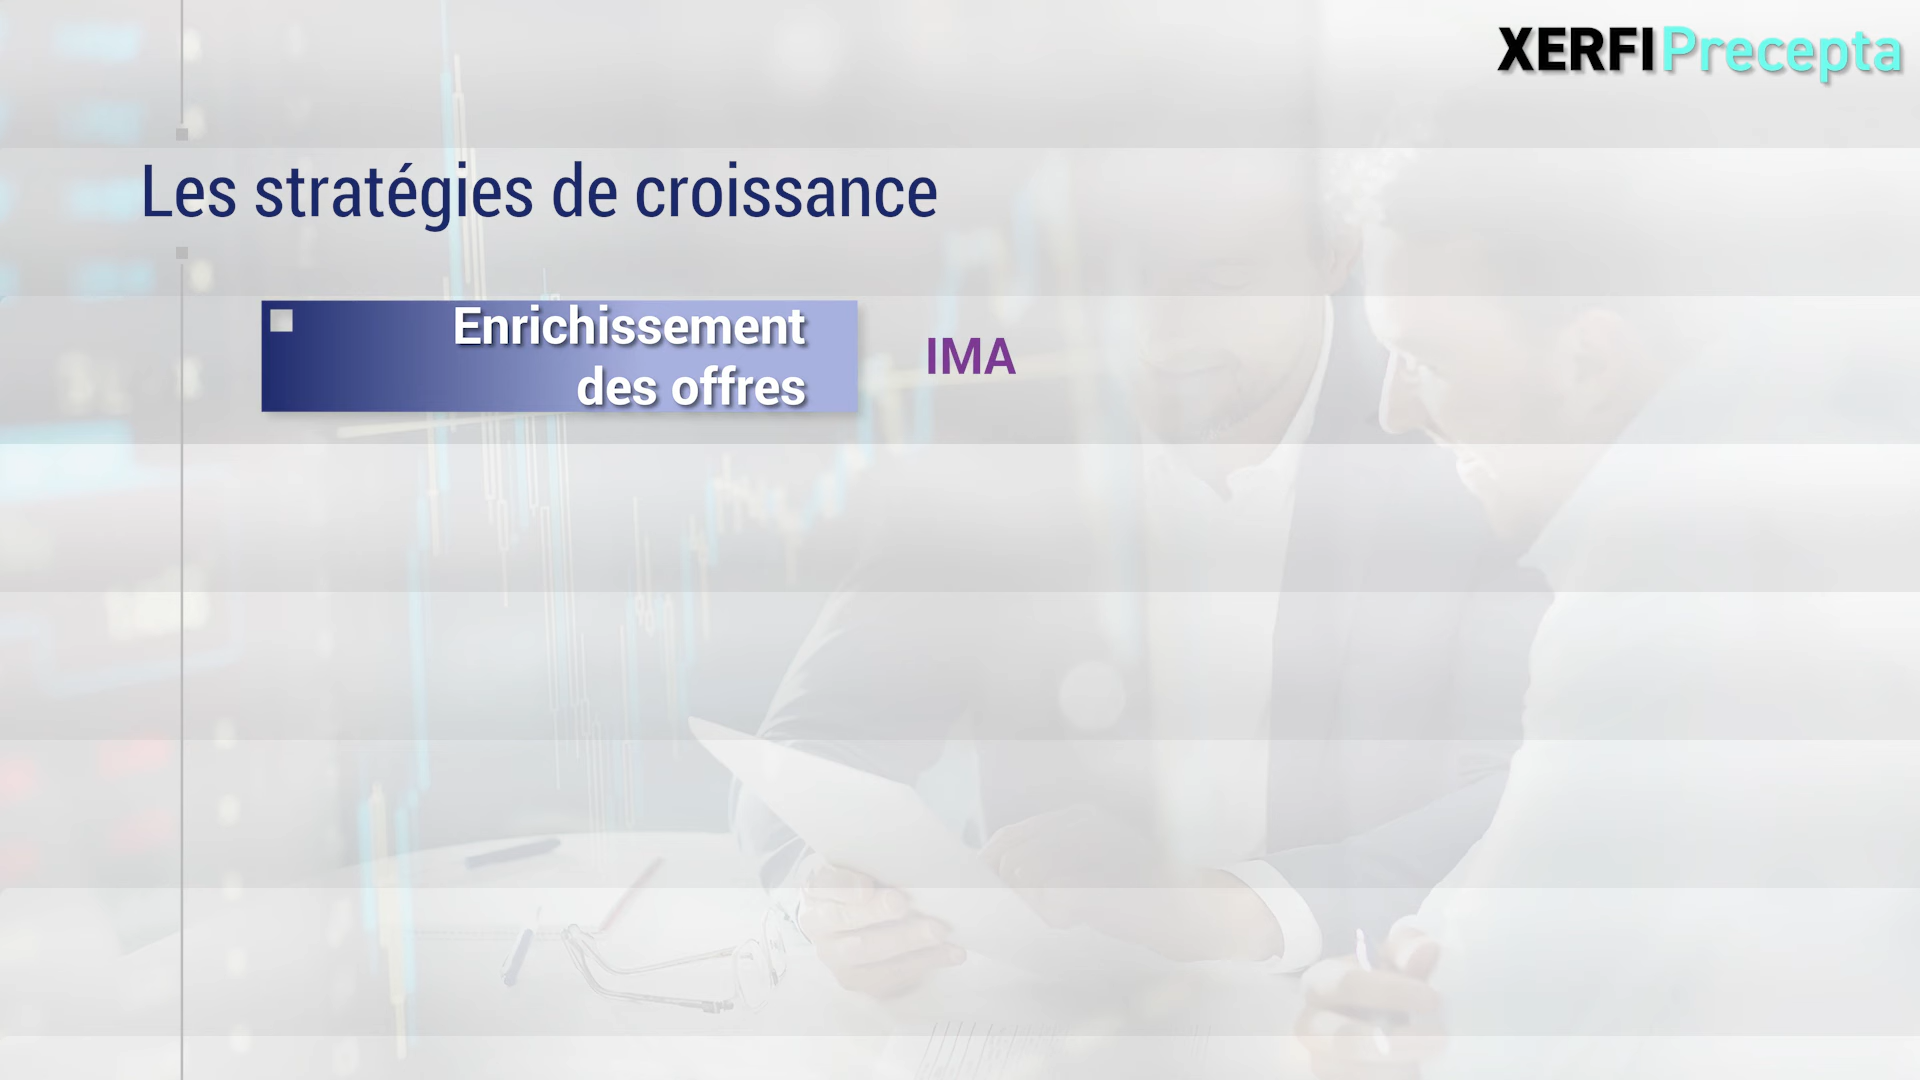 XERFI Precepta
Les stratégies de croissance
Enrichissement
des offres
IMA